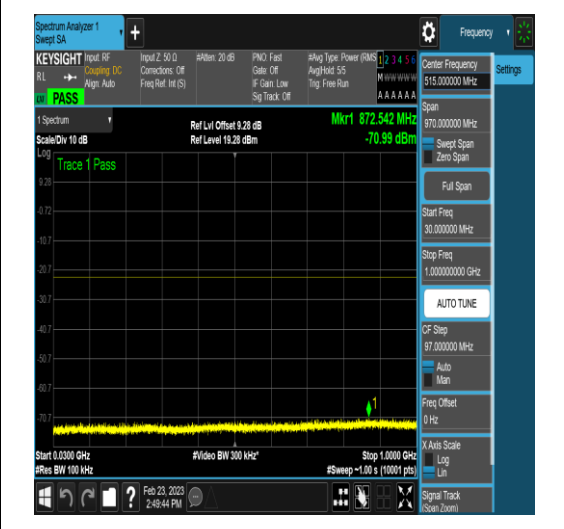 Spectrum Analyzer 1
Swept SA
Frequency
KEYSIGHT
RL
Input: RF
Coupling: DC
Align: Auto
Input Z: 50 Ω
Corrections: Off
Freq Ref: Int (S)
#Atten: 20 dB
PNO: Fast
Gate: Off
IF Gain: Low
Sig Track: Off
#Avg Type: Power (RMS
Avg|Hold: 5/5
Trig: Free Run
1 2 3 4 5 6
M w w w w w
A A A A A A
PASS
1 Spectrum
Scale/Div 10 dB
Ref Lvl Offset 9.28 dB
Ref Level 19.28 dBm
Mkr1 872.542 MHz
-70.99 dBm
Log
Trace 1 Pass
9.28
-0.72
-10.7
-20.7
-30.7
-40.7
-50.7
-60.7
-70.7
1
Start 0.0300 GHz
#Res BW 100 kHz
#Video BW 300 kHz*
Stop 1.0000 GHz
#Sweep ~1.00 s (10001 pts)
Feb 23, 2023
2:49:44 PM
Center Frequency
515.000000 MHz
Settings
Span
970.000000 MHz
Swept Span
Zero Span
Full Span
Start Freq
30.000000 MHz
Stop Freq
1.000000000 GHz
AUTO TUNE
CF Step
97.000000 MHz
Auto
Man
Freq Offset
0 Hz
X Axis Scale
Log
Lin
Signal Track
(Span Zoom)